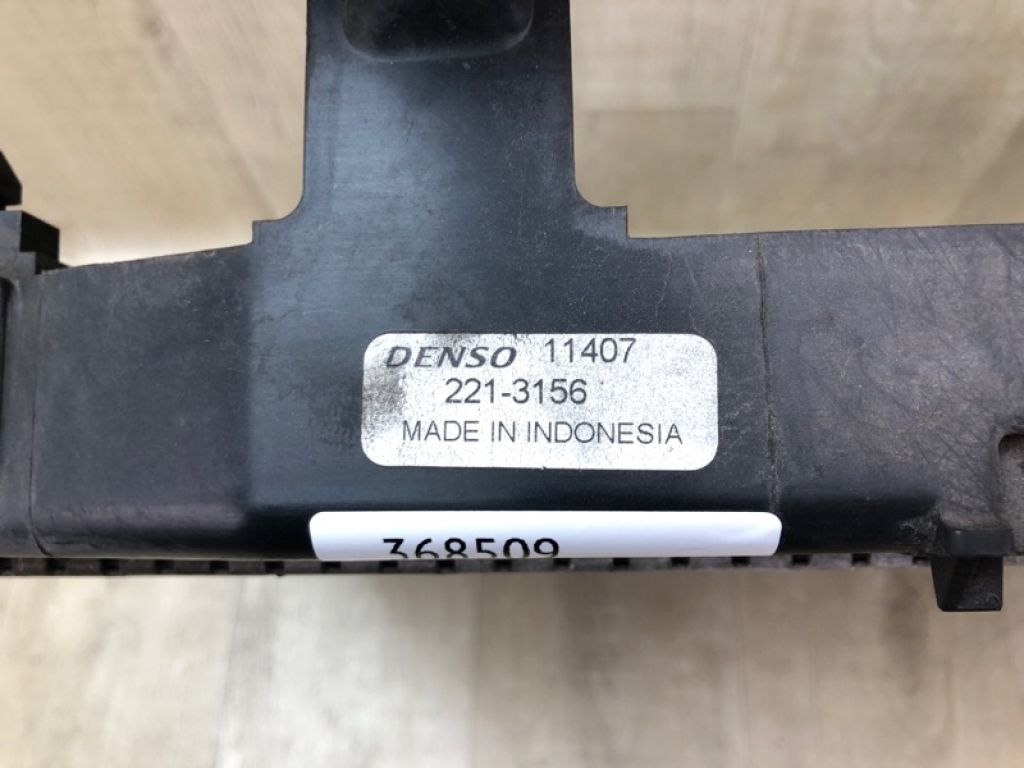 DENSO 11407
221-3156
MADE IN INDONESIA
368509